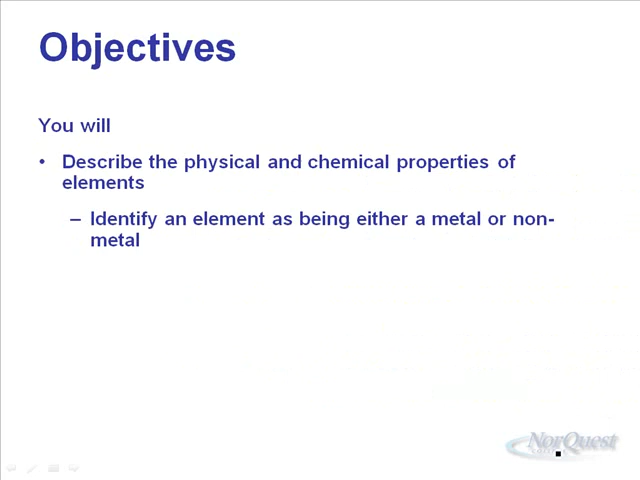 Objectives
You will
• Describe the physical and chemical properties of
elements
– Identify an element as being either a metal or non-
metal
NorQuest